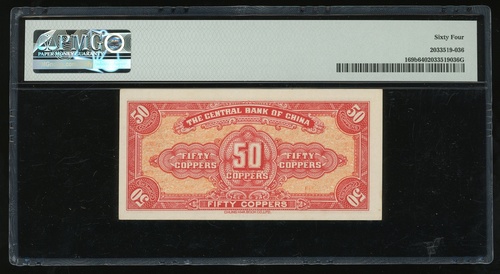 PMG
PAPER MONEY GUARANTY
Sixty Four
2033519-036
169b6402033519036G
50 50
THE CENTRAL BANK OF CHINA
FIFTY COPPERS 50 COPPERS FIFTY COPPERS
50 50
FIFTY COPPERS